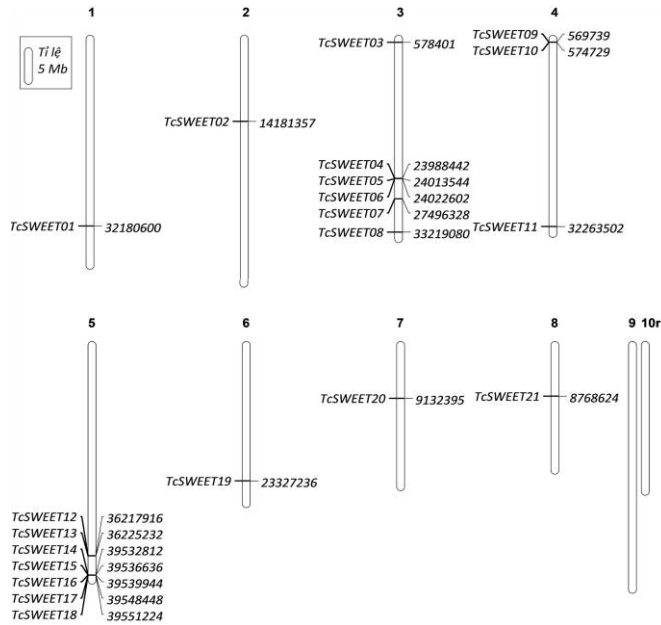 1 2 3 4
Tỉ lệ
5 Mb
TcSWEET01 32180600
TcSWEET02 14181357
TcSWEET03 578401
TcSWEET04 23988442
TcSWEET05 24013544
TcSWEET06 24022602
TcSWEET07 27496328
TcSWEET08 33219080
TcSWEET09 569739
TcSWEET10 574729
TcSWEET11 32263502
5 6 7 8 9 10r
TcSWEET12 36217916
TcSWEET13 36225232
TcSWEET14 39532812
TcSWEET15 39536636
TcSWEET16 39539944
TcSWEET17 39548448
TcSWEET18 39551224
TcSWEET19 23327236
TcSWEET20 9132395
TcSWEET21 8768624